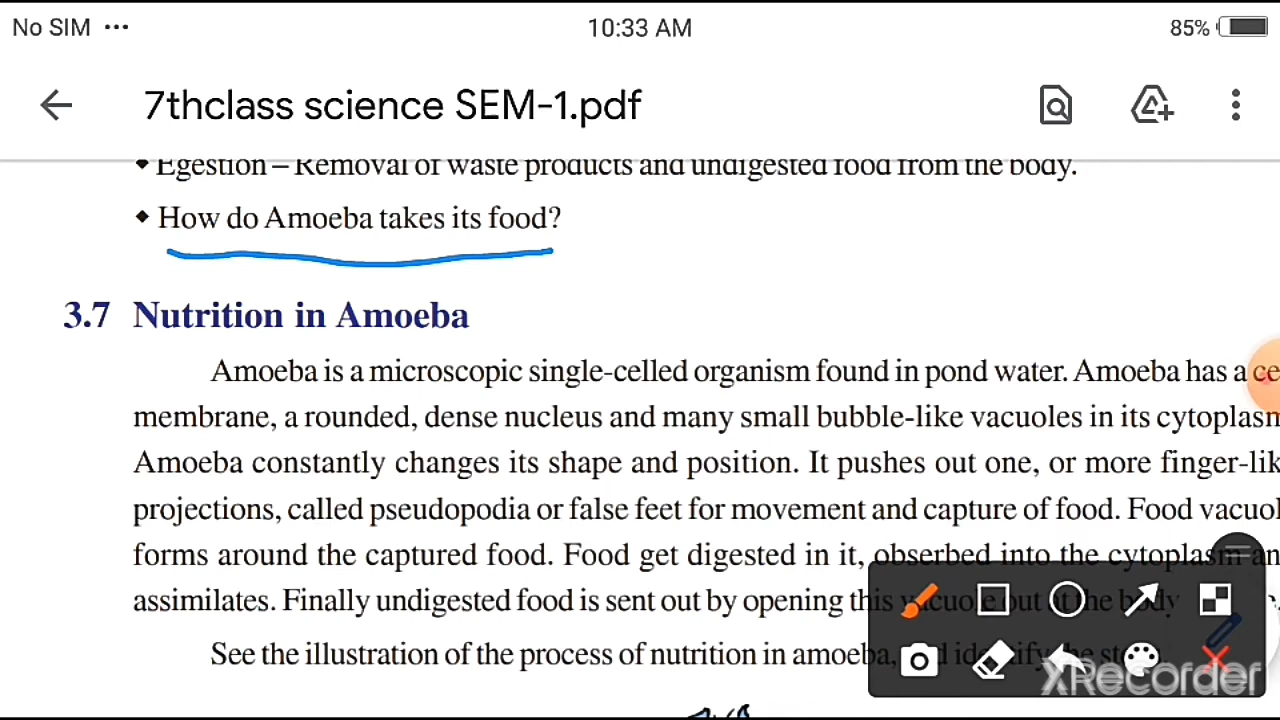 No SIM ...
10:33 AM
85%
7thclass science SEM-1.pdf
◆ Egestion – Removal of waste products and undigested food from the body.
◆ How do Amoeba takes its food?
3.7 Nutrition in Amoeba
Amoeba is a microscopic single-celled organism found in pond water. Amoeba has a
membrane, a rounded, dense nucleus and many small bubble-like vacuoles in its
Amoeba constantly changes its shape and position. It pushes out one, or more
projections, called pseudopodia or false feet for movement and capture of food. Food
forms around the captured food. Food get digested in it, obserbed into the cytoplasm
assimilates. Finally undigested food is sent out by opening this vacuole out at the body
See the illustration of the process of nutrition in amoeba,
XRecorder